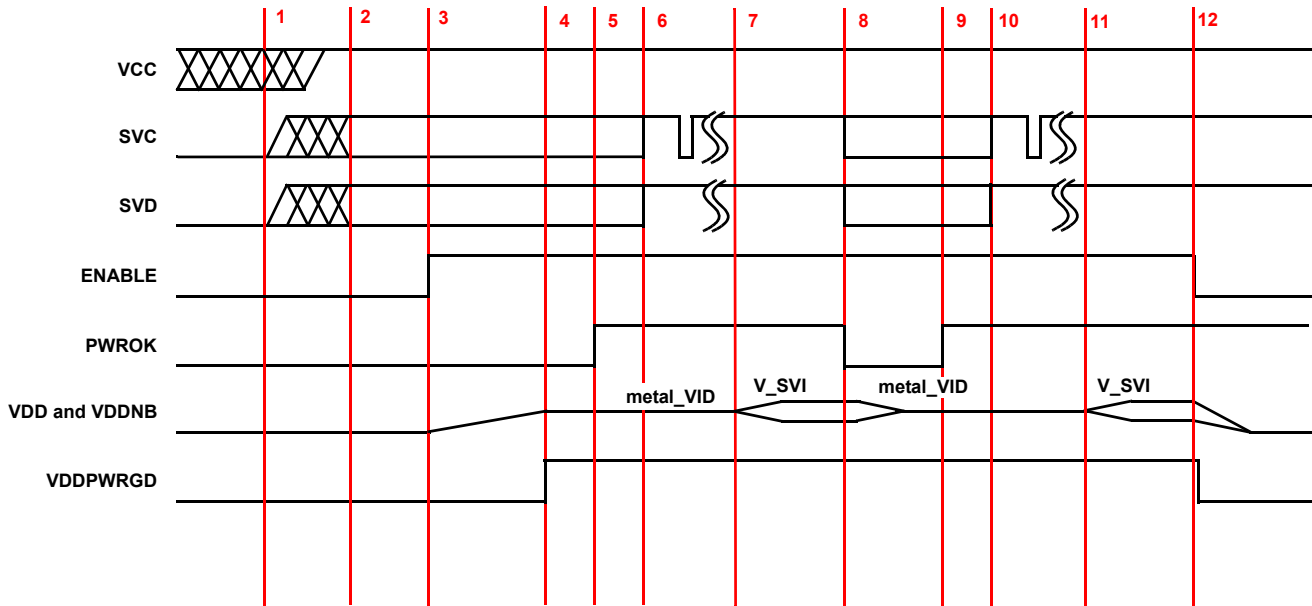 1 2 3 4 5 6 7 8 9 10 11 12
VCC
SVC
SVD
ENABLE
PWROK
metal_VID V_SVI metal_VID V_SVI
VDD and VDDNB
VDDPWRGD